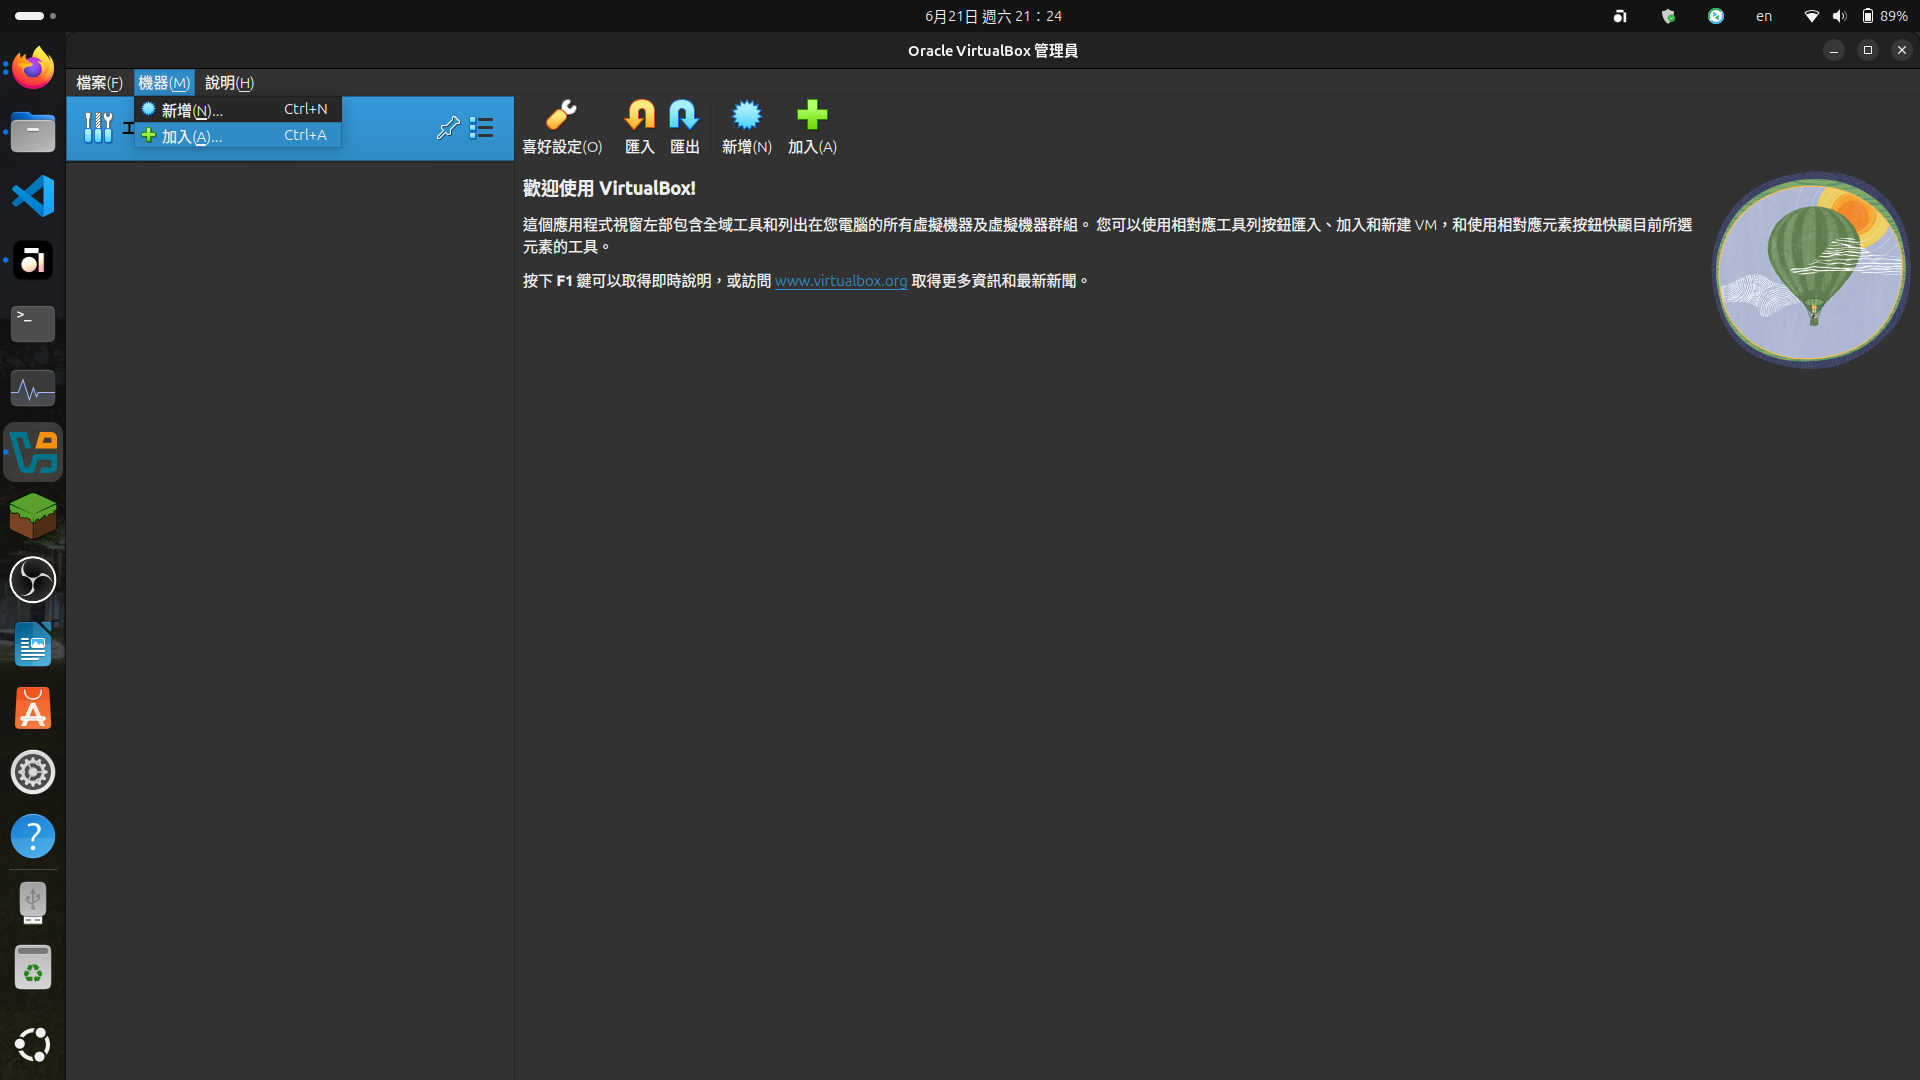 6月21日 週六 21：24
en
89%
Oracle VirtualBox 管理員
檔案(F) 機器(M) 說明(H)
新增(N)... Ctrl+N
加入(A)... Ctrl+A
喜好設定(O) 匯入 匯出 新增(N) 加入(A)
歡迎使用 VirtualBox!
這個應用程式視窗左部包含全域工具和列出在您電腦的所有虛擬機器及虛擬機器群組。 您可以使用相對應工具列按鈕匯入、加入和新建 VM，和使用相對應元素按鈕快顯目前所選
元素的工具。
按下 F1 鍵可以取得即時說明，或訪問 www.virtualbox.org 取得更多資訊和最新新聞。